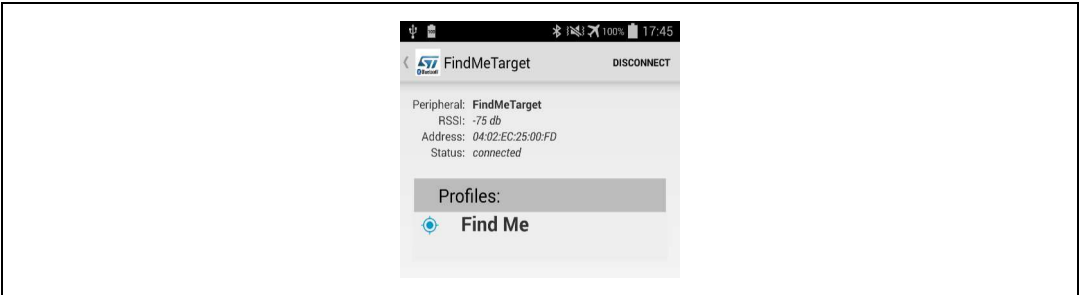 100% 17:45
FindMeTarget DISCONNECT
Peripheral: FindMeTarget
RSSI: -75 db
Address: 04:02:EC:25:00:FD
Status: connected
Profiles:
Find Me